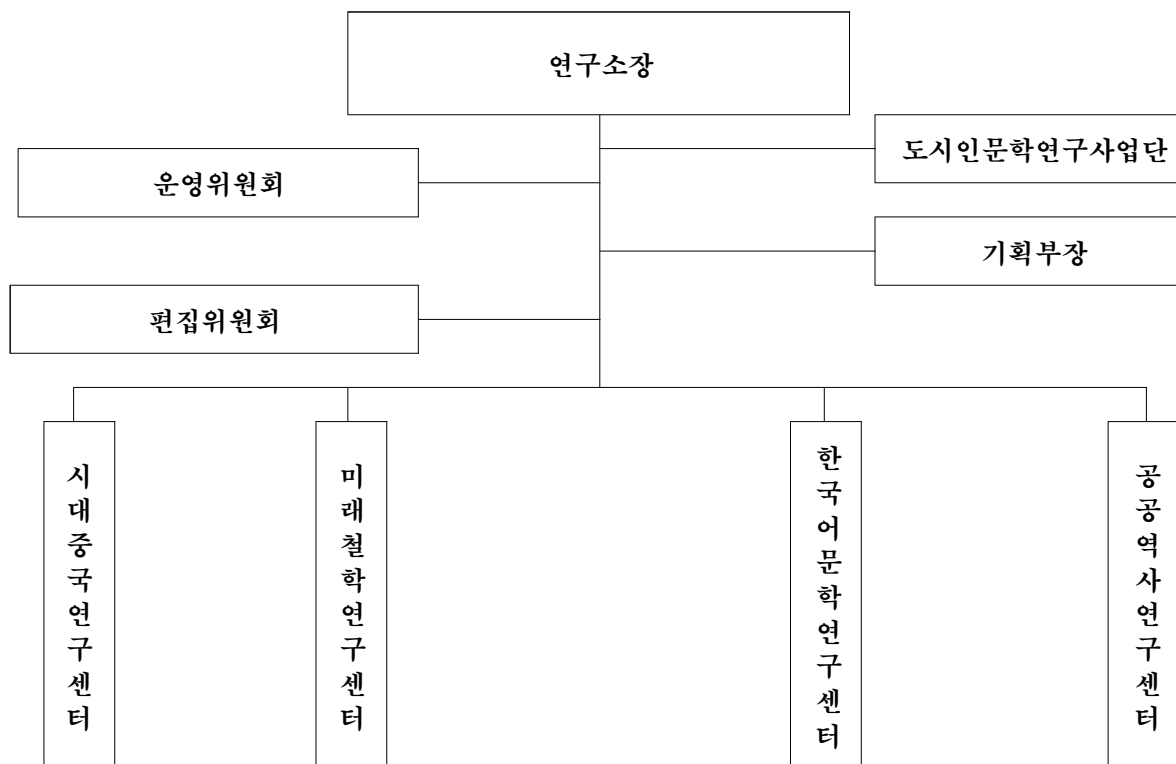 연구소장
도시인문학연구사업단
운영위원회
기획부장
편집위원회
시대중국연구센터
미래철학연구센터
한국어문학연구센터
공공역사연구센터